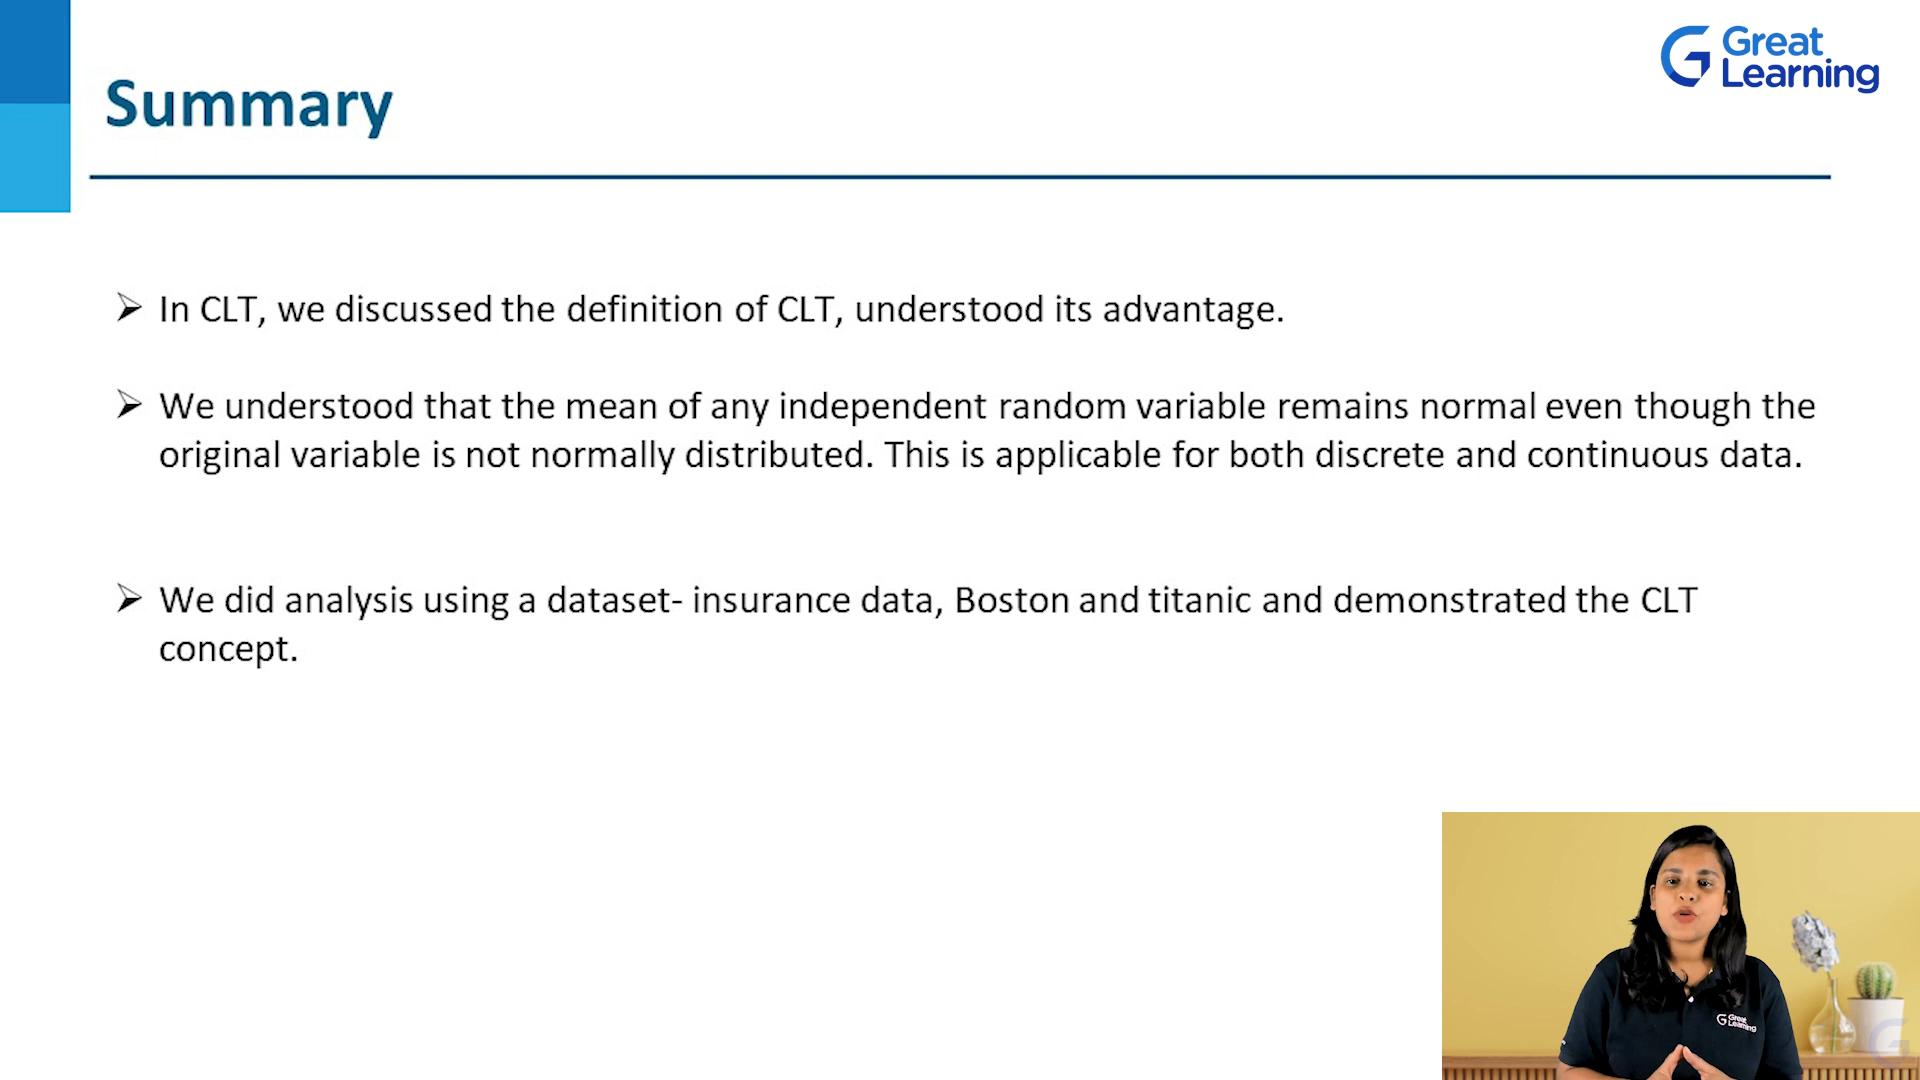 Great
Learning
Summary
➢ In CLT, we discussed the definition of CLT, understood its advantage.
➢ We understood that the mean of any independent random variable remains normal even though the
original variable is not normally distributed. This is applicable for both discrete and continuous data.
➢ We did analysis using a dataset- insurance data, Boston and titanic and demonstrated the CLT
concept.
Great
Learning